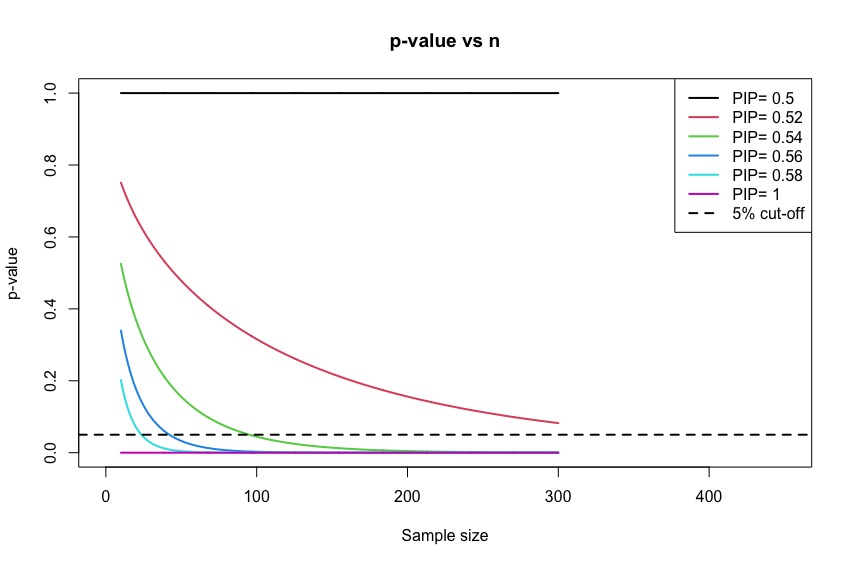 p-value vs n
PIP= 0.5
PIP= 0.52
PIP= 0.54
PIP= 0.56
PIP= 0.58
PIP= 1
5% cut-off
p-value
1.0
0.8
0.6
0.4
0.2
0.0
0 100 200 300 400
Sample size